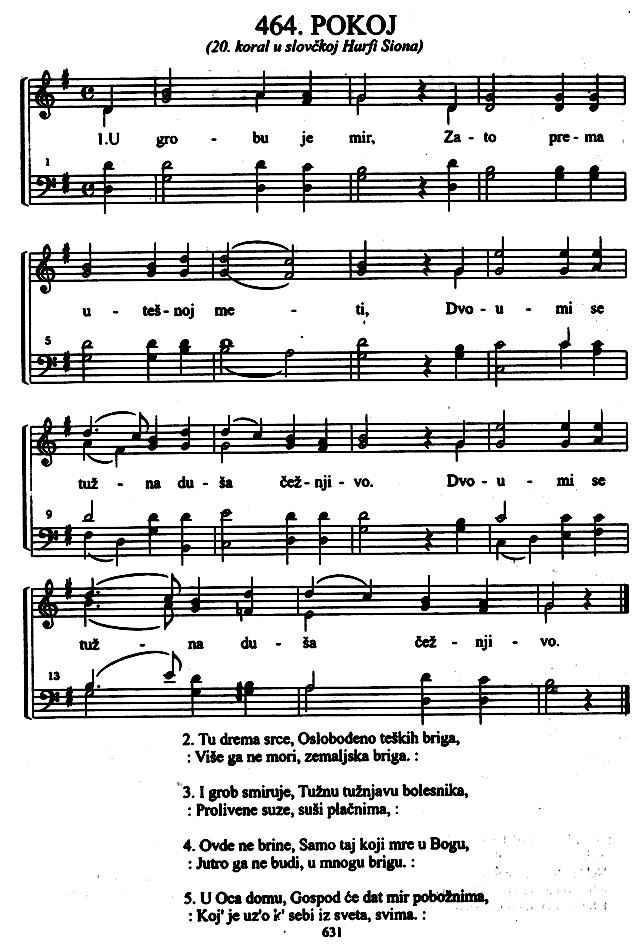 464. POKOJ
(20. koral u slovčkoj Harfi Siona)
1.U gro - bu je mir, Za - to pre - ma
1
u - teš - noj me - ti, Dvo - u - mi se
5
tuž - na du - ša čež - nji - vo. Dvo - u - mi se
9
tuž - na du - ša čež - nji - vo.
13
2. Tu drema srce, Oslobođeno teških briga,
: Više ga ne mori, zemaljska briga. :
3. I grob smiruje, Tužnu tužnjavu bolesnika,
: Prolivene suze, suši plačnima, :
4. Ovde ne brine, Samo taj koji mre u Bogu,
: Jutro ga ne budi, u mnogu brigu. :
5. U Oca domu, Gospod će dat mir pobožnima,
: Koj' je uz'o k' sebi iz sveta, svima. :
631